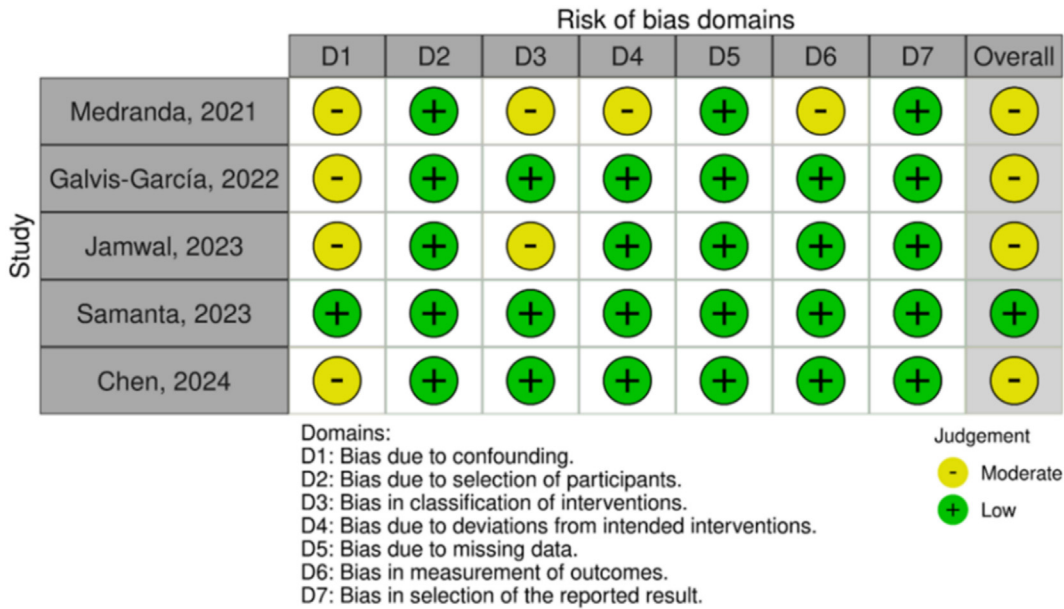 Risk of bias domains
D1 D2 D3 D4 D5 D6 D7 Overall
Study
Medranda, 2021 - + - - + - + -
Galvis-García, 2022 - + + + + + + -
Jamwal, 2023 - + - + + + + -
Samanta, 2023 + + + + + + + +
Chen, 2024 - + + + + + + -
Domains:
D1: Bias due to confounding.
D2: Bias due to selection of participants.
D3: Bias in classification of interventions.
D4: Bias due to deviations from intended interventions.
D5: Bias due to missing data.
D6: Bias in measurement of outcomes.
D7: Bias in selection of the reported result.
Judgement
- Moderate
+ Low